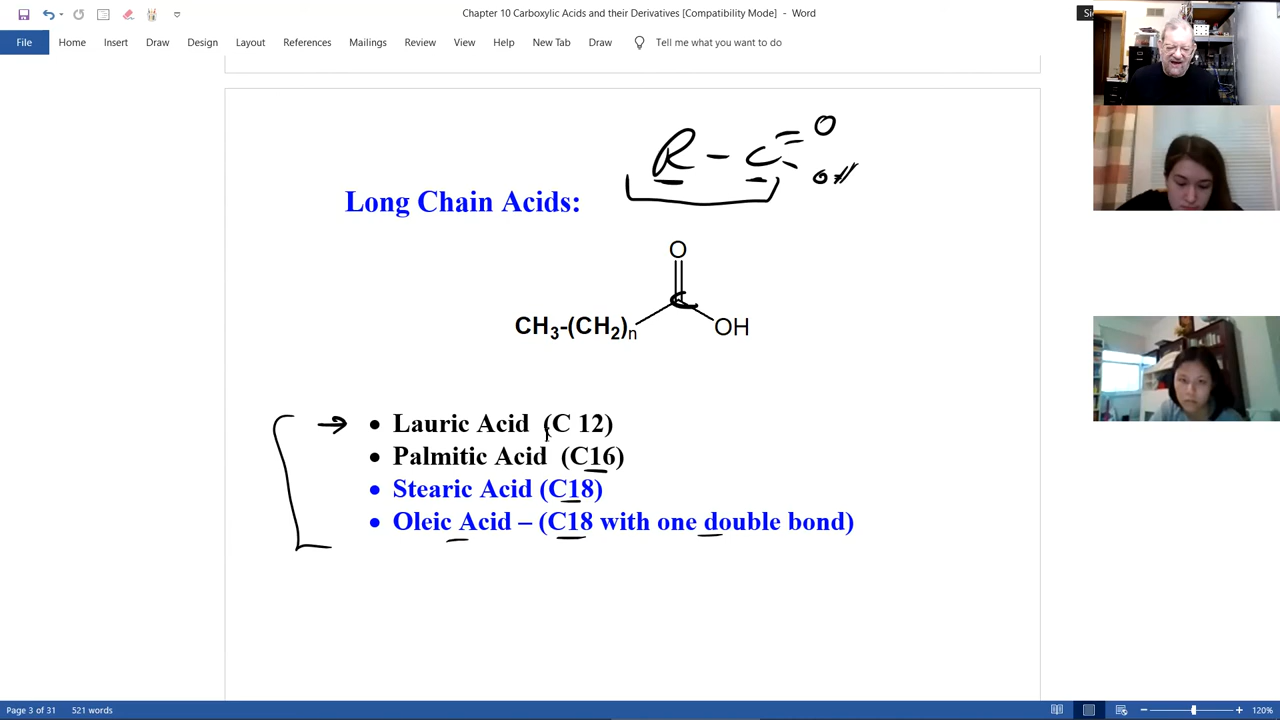 Chapter 10 Carboxylic Acids and their Derivatives [Compatibility Mode] - Word
File Home Insert Draw Design Layout References Mailings Review View Help New Tab Draw Tell me what you want to do
R - C = O
- OH
Long Chain Acids:
O
C
CH3-(CH2)n OH
→ • Lauric Acid (C 12)
• Palmitic Acid (C16)
• Stearic Acid (C18)
• Oleic Acid – (C18 with one double bond)
Page 3 of 31 521 words 120%